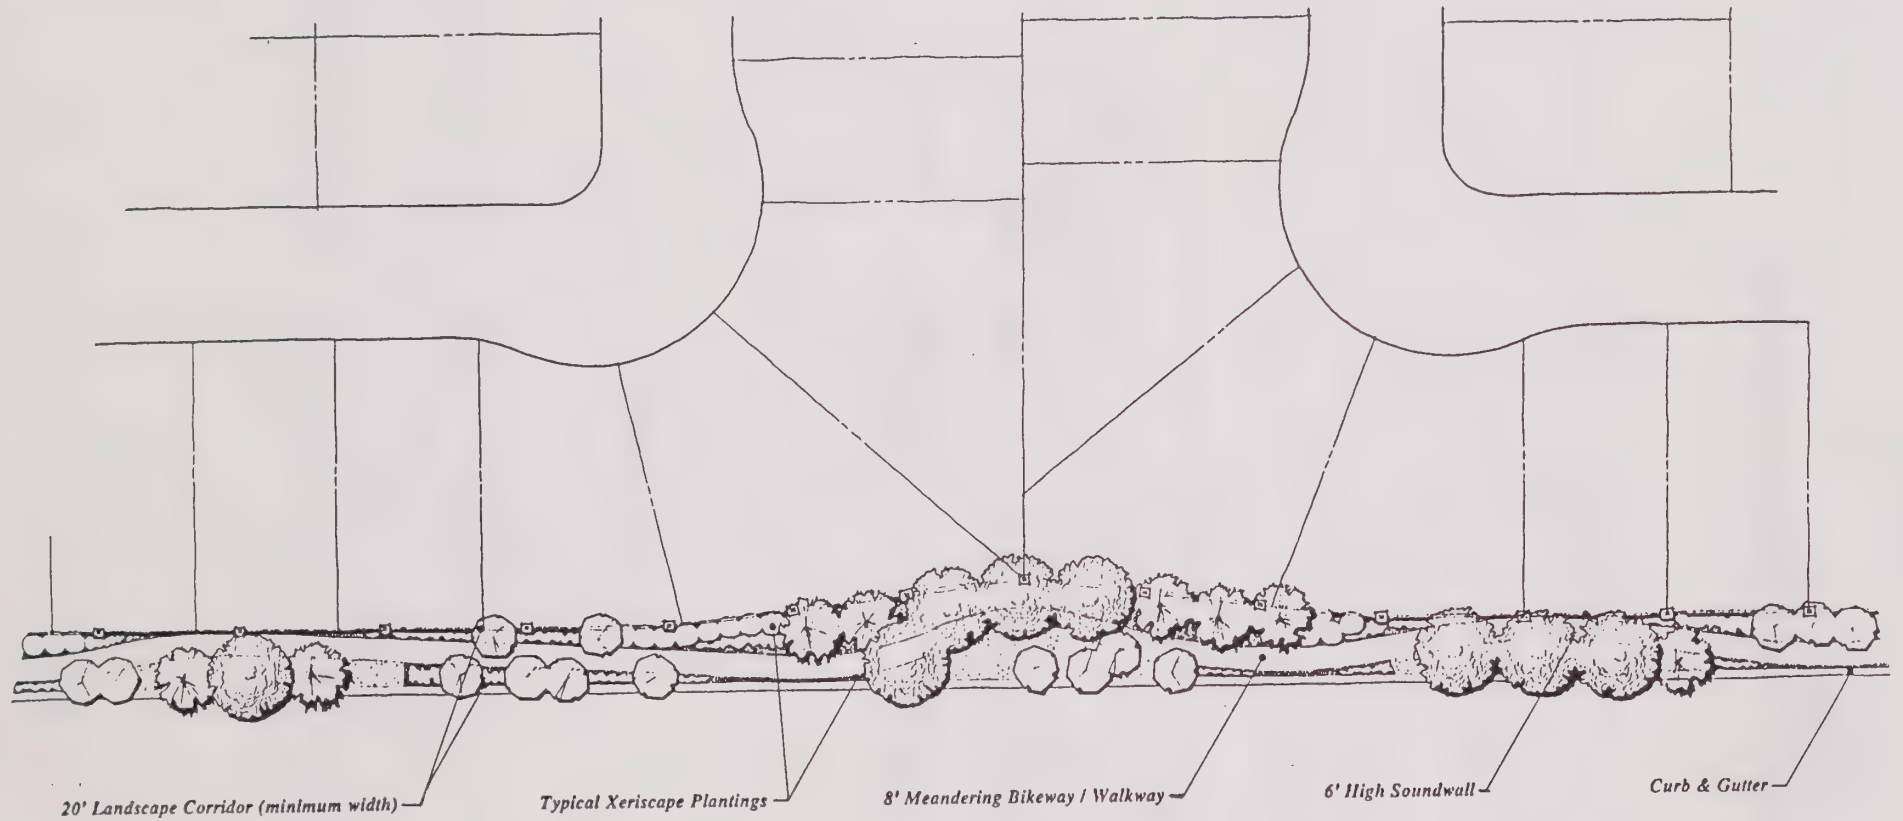 20' Landscape Corridor (minimum width)
Typical Xeriscape Plantings
8' Meandering Bikeway / Walkway
6' High Soundwall
Curb & Gutter